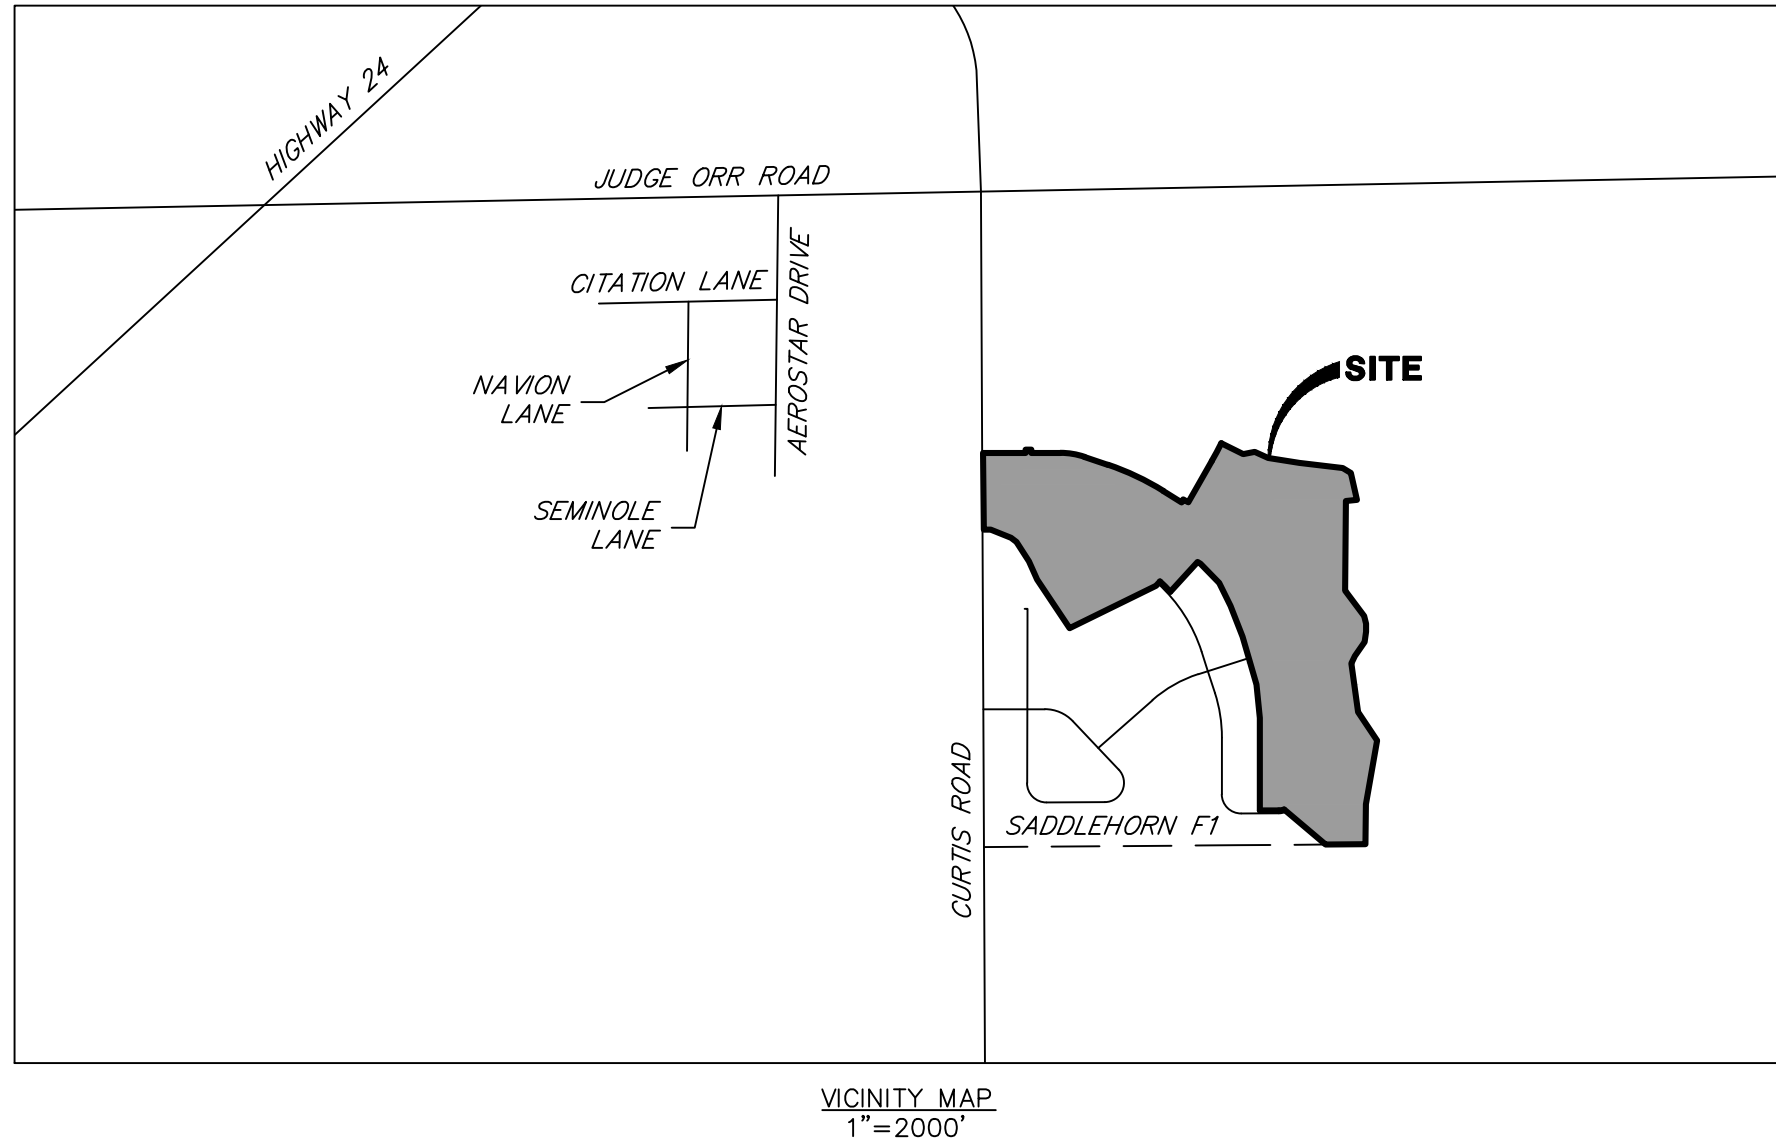 HIGHWAY 24
JUDGE ORR ROAD
CITATION LANE
AEROSTAR DRIVE
NAVION
LANE
SITE
SEMINOLE
LANE
CURTIS ROAD
SADDLEHORN F1
VICINITY MAP
1"=2000'